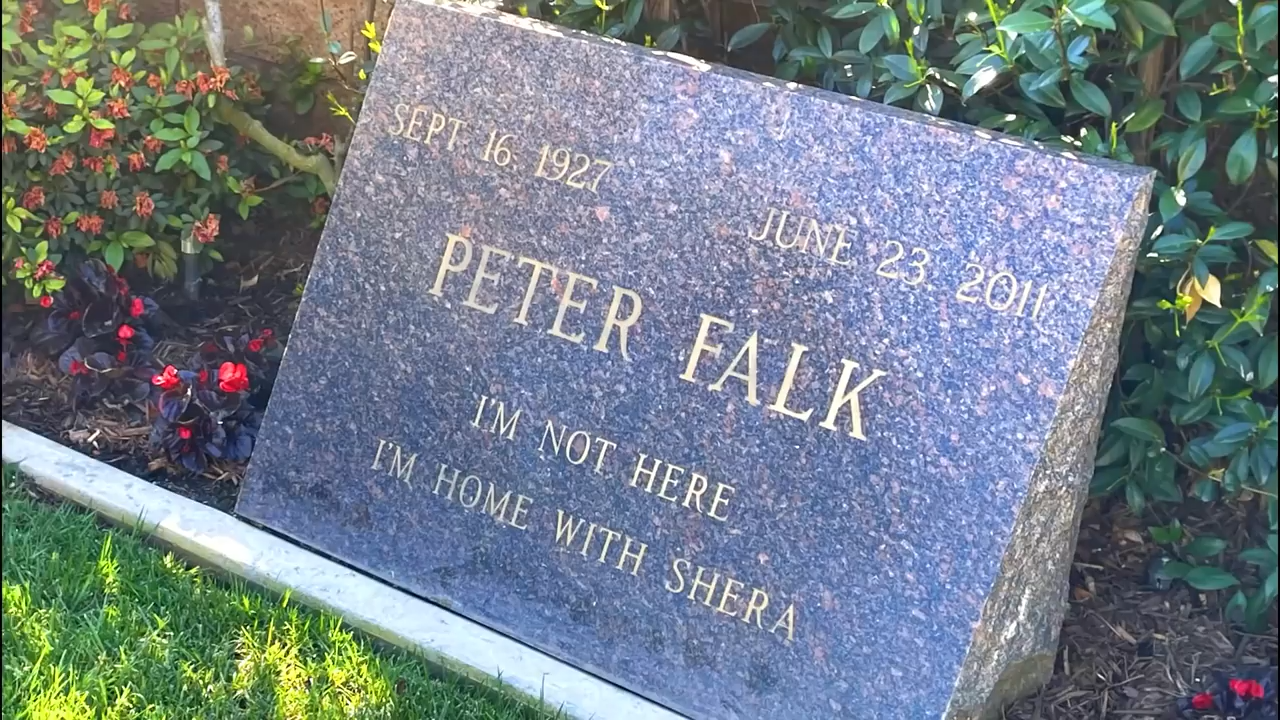 SEPT 16. 1927
JUNE 23. 2011
PETER FALK
I'M NOT HERE
I'M HOME WITH SHERA